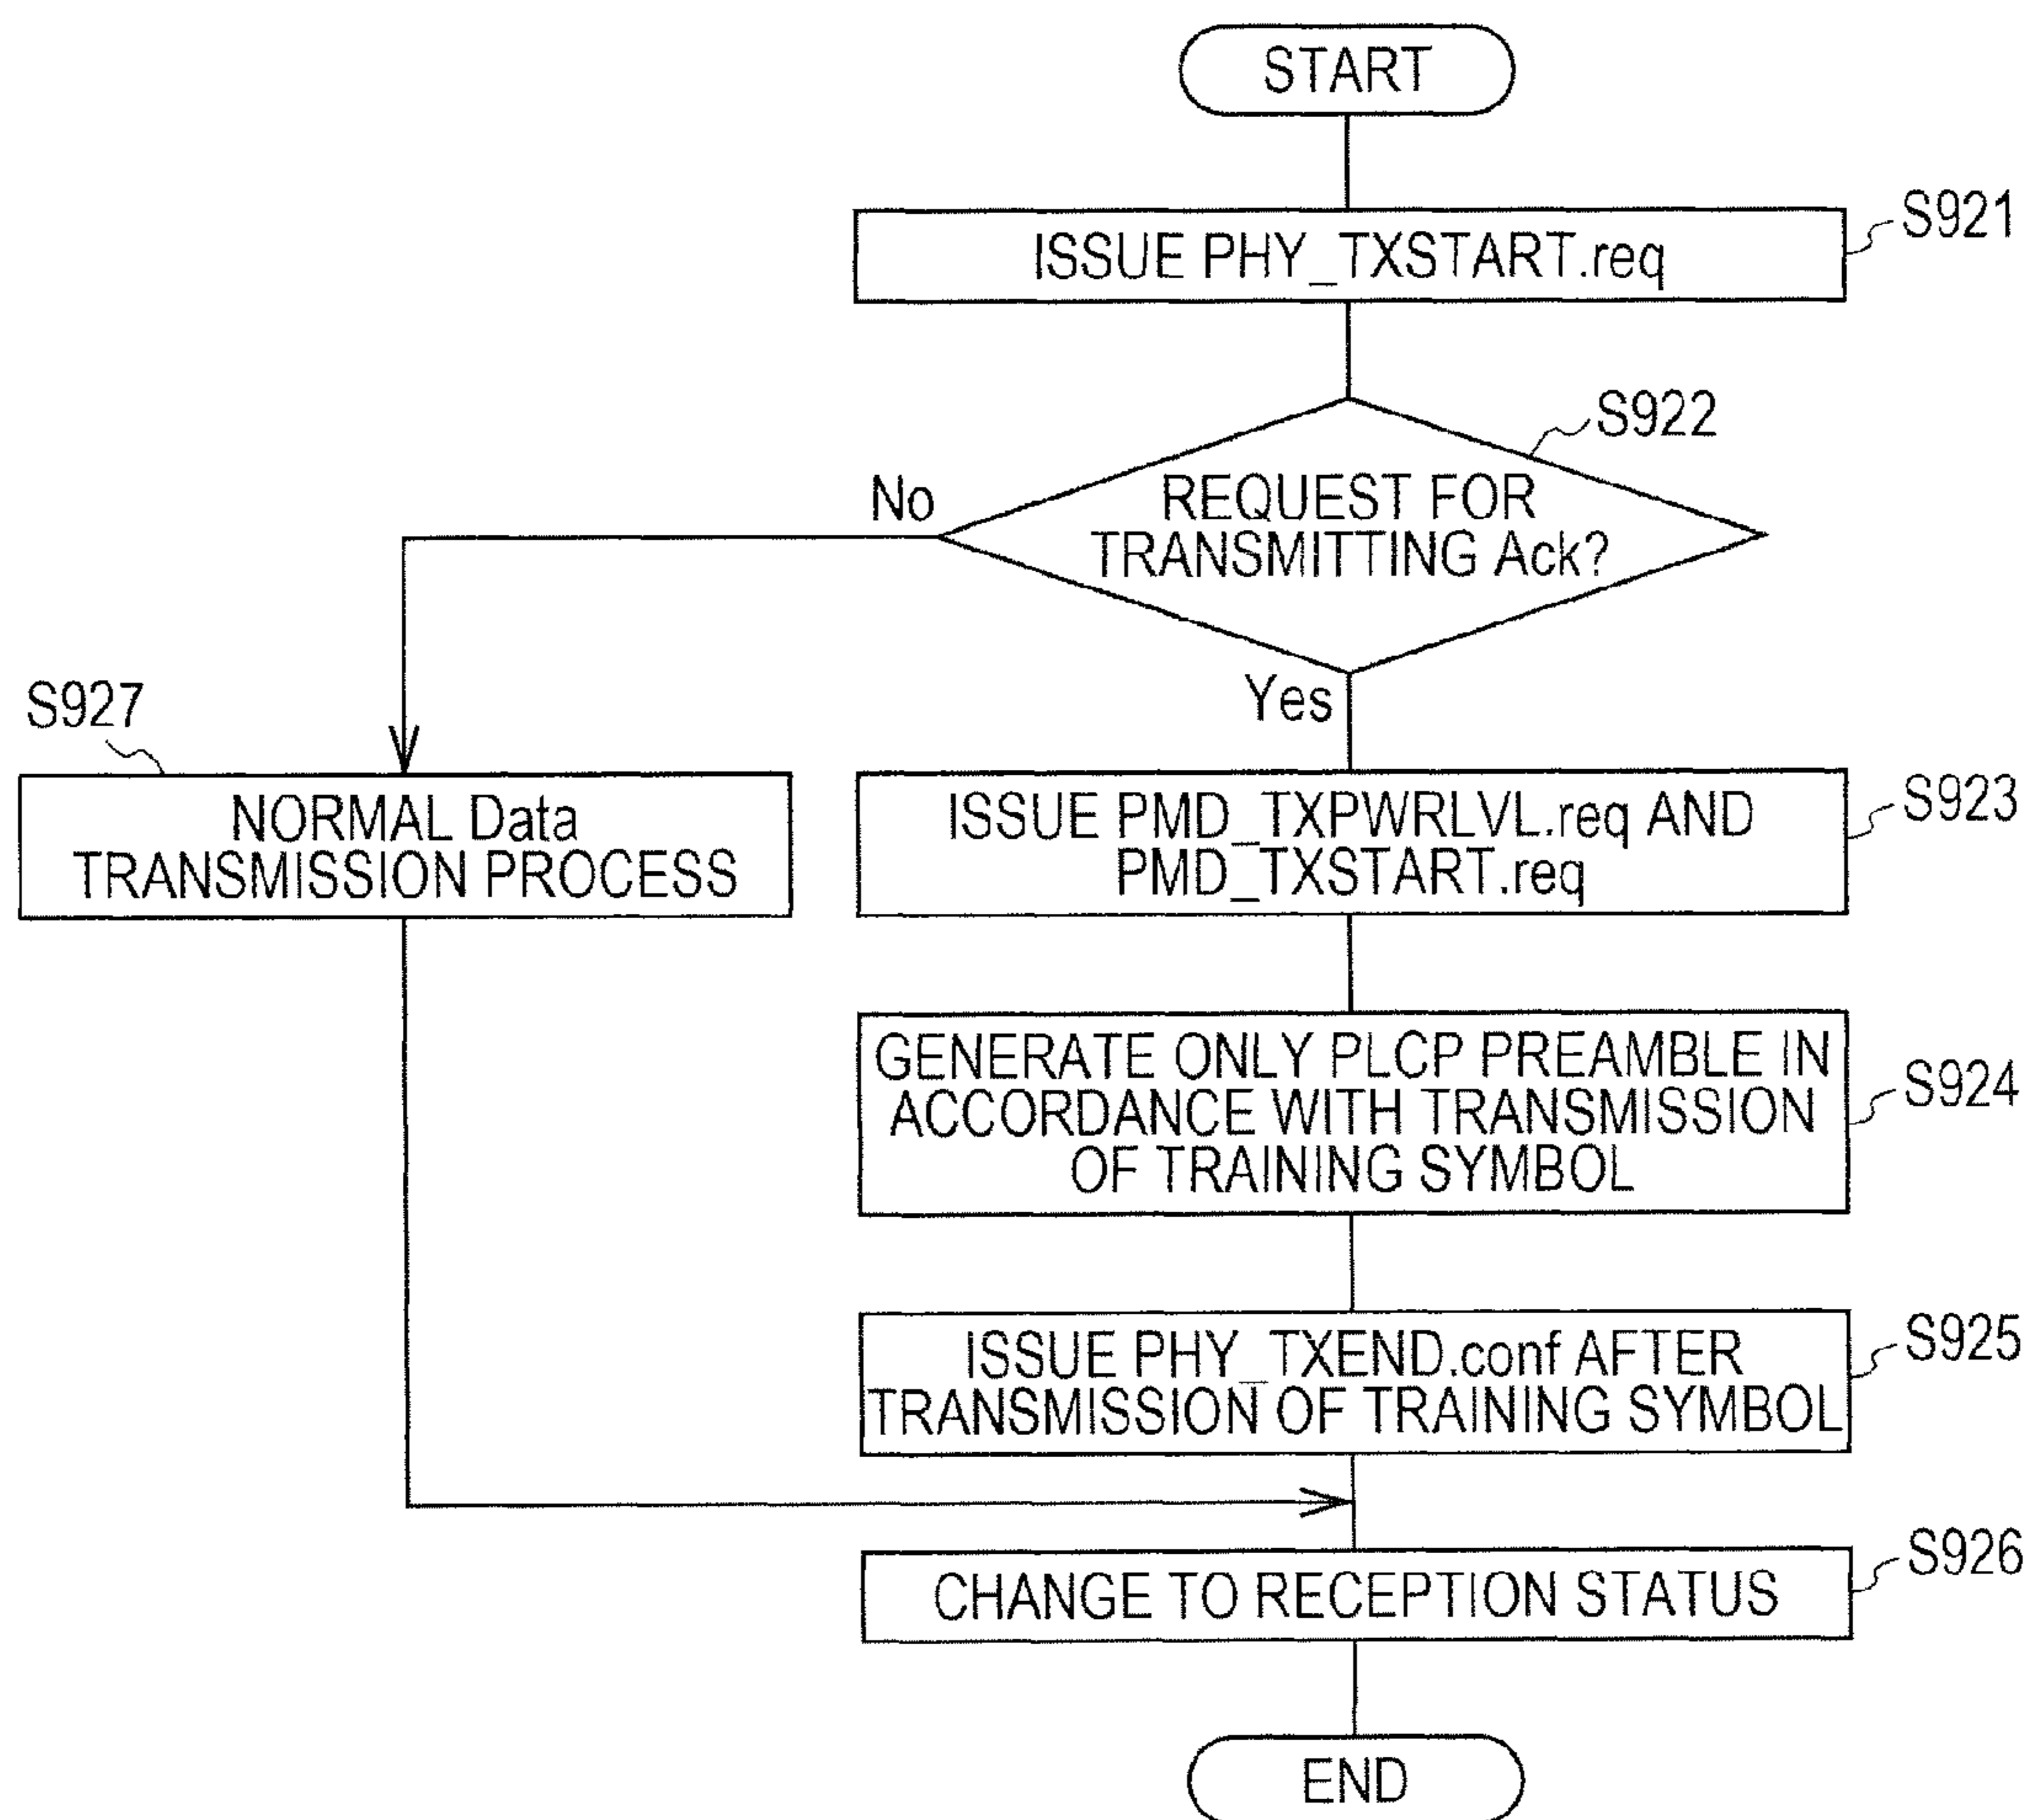 START
S921
ISSUE PHY_TXSTART.req
S922
REQUEST FOR
TRANSMITTING Ack?
No
Yes
S927
NORMAL Data
TRANSMISSION PROCESS
S923
ISSUE PMD_TXPWRLVL.req AND
PMD_TXSTART.req
S924
GENERATE ONLY PLCP PREAMBLE IN
ACCORDANCE WITH TRANSMISSION
OF TRAINING SYMBOL
S925
ISSUE PHY_TXEND.conf AFTER
TRANSMISSION OF TRAINING SYMBOL
S926
CHANGE TO RECEPTION STATUS
END